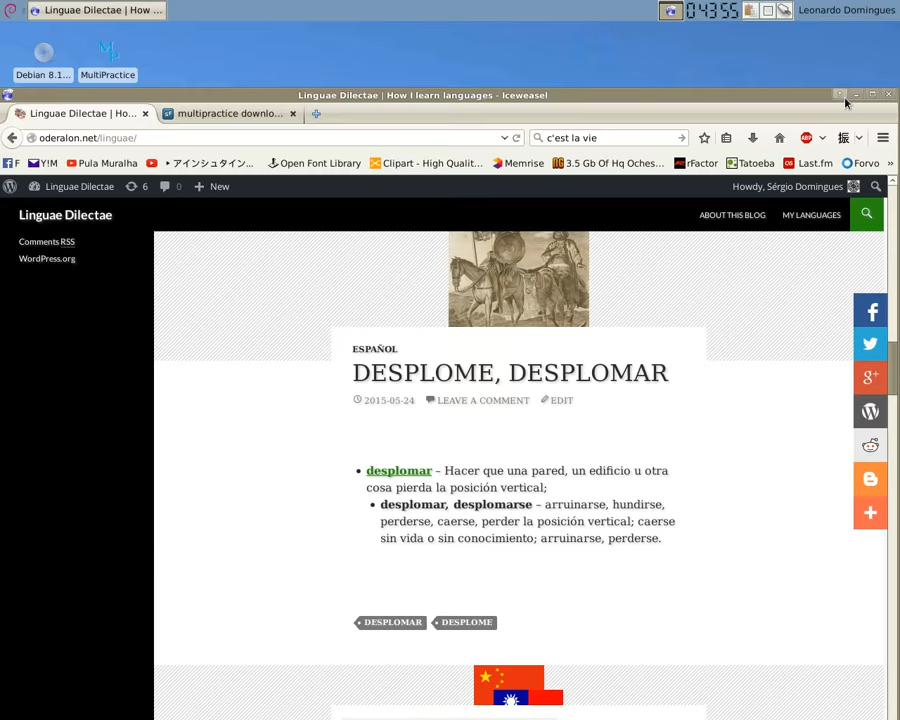 Linguae Dilectae | How ...
04:35:55
Leonardo Domingues
Debian 8.1...
MultiPractice
Linguae Dilectae | How I learn languages - Iceweasel
Linguae Dilectae | Ho...
multipractice downlo...
oderalon.net/linguae/
c'est la vie
F
Y!M
Pula Muralha
アインシュタイン...
Open Font Library
Clipart - High Qualit...
Memrise
3.5 Gb Of Hq Oches...
rFactor
Tatoeba
Last.fm
Forvo
Linguae Dilectae
6
0
New
Howdy, Sérgio Domingues
Linguae Dilectae
ABOUT THIS BLOG
MY LANGUAGES
Comments RSS
WordPress.org
ESPAÑOL
DESPLOME, DESPLOMAR
2015-05-24
LEAVE A COMMENT
EDIT
desplomar – Hacer que una pared, un edificio u otra
cosa pierda la posición vertical;
desplomar, desplomarse – arruinarse, hundirse,
perderse, caerse, perder la posición vertical; caerse
sin vida o sin conocimiento; arruinarse, perderse.
DESPLOMAR
DESPLOME